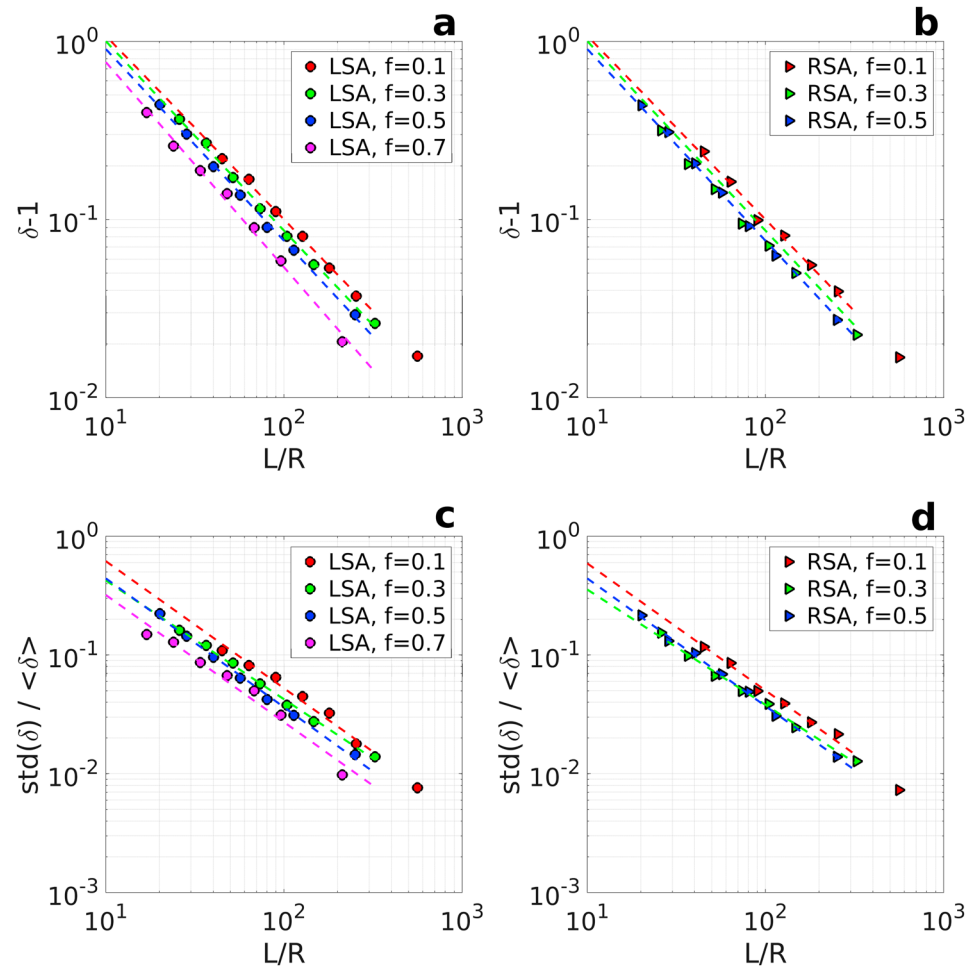 a
10^0
10^-1
10^-2
δ-1
LSA, f=0.1
LSA, f=0.3
LSA, f=0.5
LSA, f=0.7
10^1
10^2
10^3
L/R
b
10^0
10^-1
10^-2
δ-1
RSA, f=0.1
RSA, f=0.3
RSA, f=0.5
10^1
10^2
10^3
L/R
c
10^0
10^-1
10^-2
10^-3
std(δ) / <δ>
LSA, f=0.1
LSA, f=0.3
LSA, f=0.5
LSA, f=0.7
10^1
10^2
10^3
L/R
d
10^0
10^-1
10^-2
10^-3
std(δ) / <δ>
RSA, f=0.1
RSA, f=0.3
RSA, f=0.5
10^1
10^2
10^3
L/R